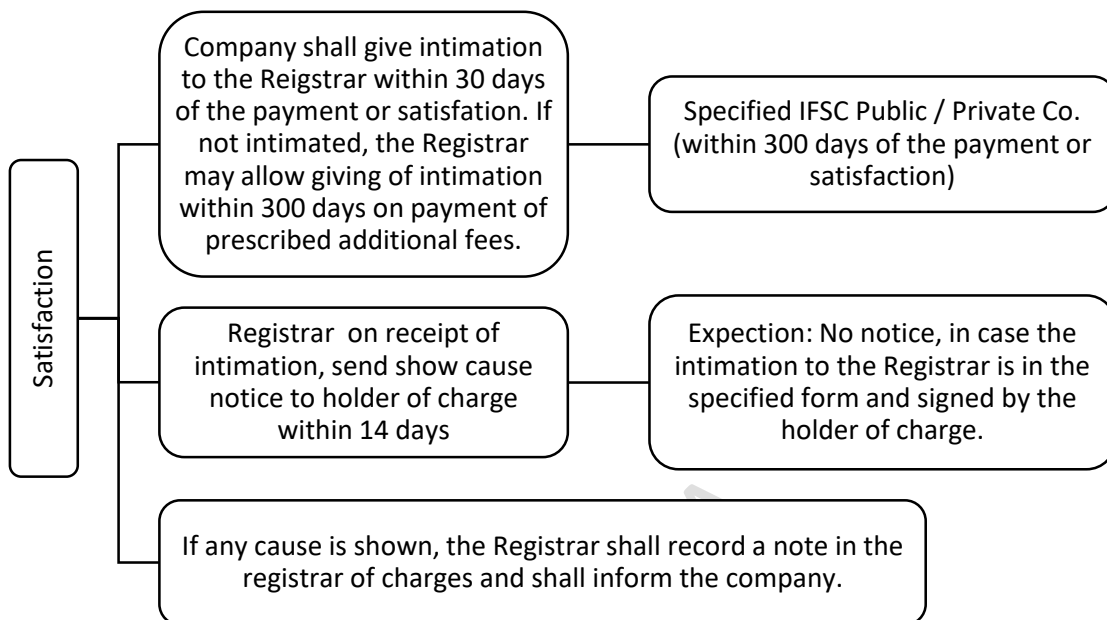 Satisfaction
Company shall give intimation
to the Reigstrar within 30 days
of the payment or satisfation. If
not intimated, the Registrar
may allow giving of intimation
within 300 days on payment of
prescribed additional fees.
Specified IFSC Public / Private Co.
(within 300 days of the payment or
satisfaction)
Registrar on receipt of
intimation, send show cause
notice to holder of charge
within 14 days
Expection: No notice, in case the
intimation to the Registrar is in the
specified form and signed by the
holder of charge.
If any cause is shown, the Registrar shall record a note in the
registrar of charges and shall inform the company.